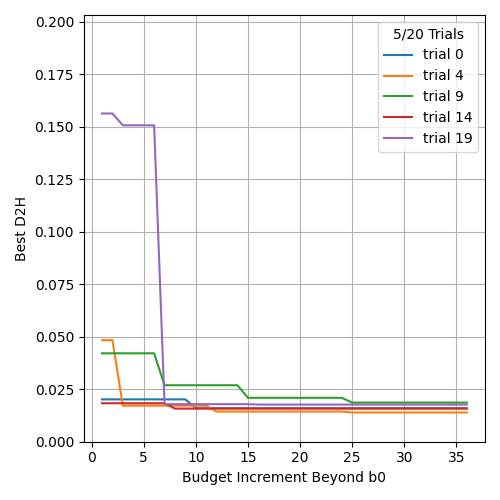 5/20 Trials
trial 0
trial 4
trial 9
trial 14
trial 19
0.200
0.175
0.150
0.125
0.100
0.075
0.050
0.025
0.000
Best D2H
0 5 10 15 20 25 30 35
Budget Increment Beyond b0